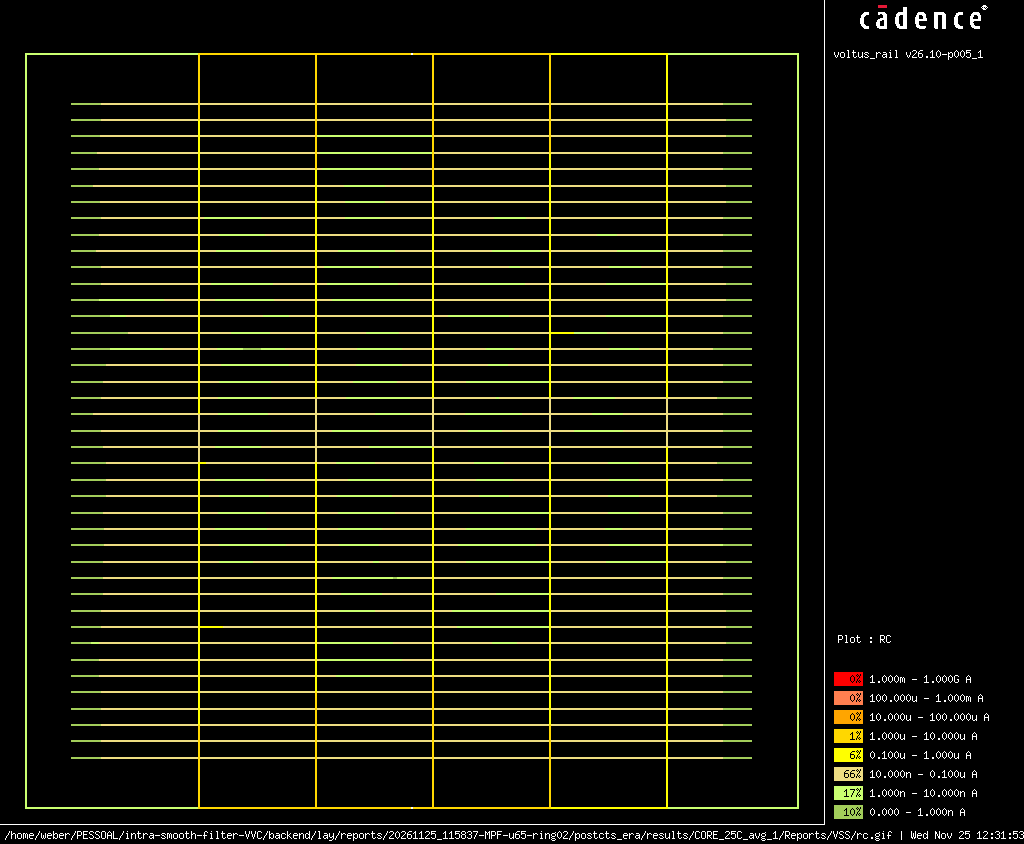 cādence®
voltus_rail v26.10-p005_1
Plot : RC
0% 1.000m - 1.000G A
0% 100.000u - 1.000m A
0% 10.000u - 100.000u A
1% 1.000u - 10.000u A
6% 0.100u - 1.000u A
66% 10.000n - 0.100u A
17% 1.000n - 10.000n A
10% 0.000 - 1.000n A
/home/weber/PESSOAL/intra-smooth-filter-VVC/backend/lay/reports/20261125_115837-MPF-u65-ring02/postcts_era/results/CORE_25C_avg_1/Reports/VSS/rc.gif | Wed Nov 25 12:31:53